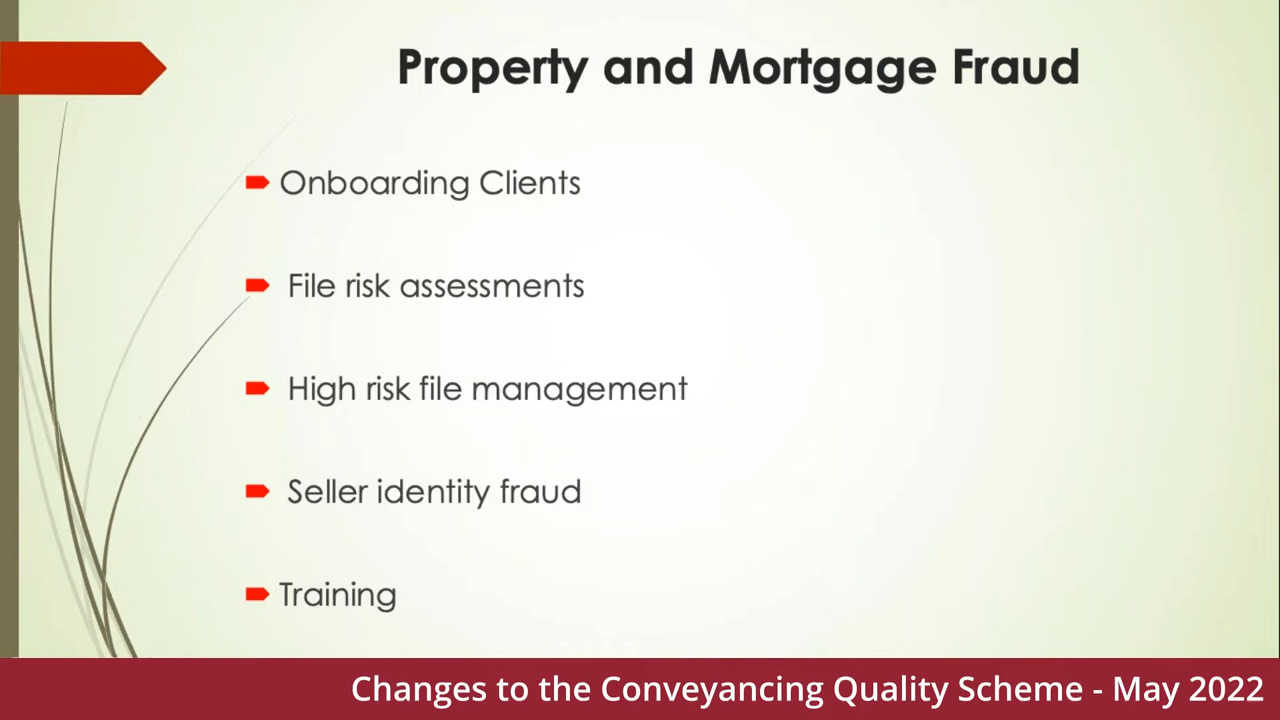 Property and Mortgage Fraud
Onboarding Clients
File risk assessments
High risk file management
Seller identity fraud
Training
Changes to the Conveyancing Quality Scheme - May 2022